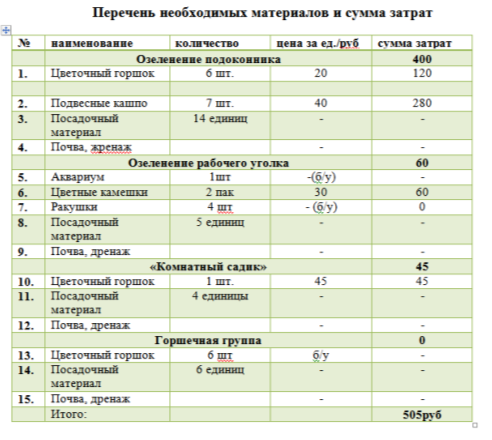 Перечень необходимых материалов и сумма затрат
№ наименование количество цена за ед./руб сумма затрат
Озеленение подоконника 400
1. Цветочный горшок 6 шт. 20 120
2. Подвесные кашпо 7 шт. 40 280
3. Посадочный 14 единиц - -
материал
4. Почва, жренаж - -
Озеленение рабочего уголка 60
5. Аквариум 1шт -(б/у) -
6. Цветные камешки 2 пак 30 60
7. Ракушки 4 шт - (б/у) 0
8. Посадочный 5 единиц - -
материал
9. Почва, дренаж - -
«Комнатный садик» 45
10. Цветочный горшок 1 шт. 45 45
11. Посадочный 4 единицы - -
материал
12. Почва, дренаж - -
Горшечная группа 0
13. Цветочный горшок 6 шт б/у -
14. Посадочный 6 единиц - -
материал
15. Почва, дренаж - -
Итого: 505руб